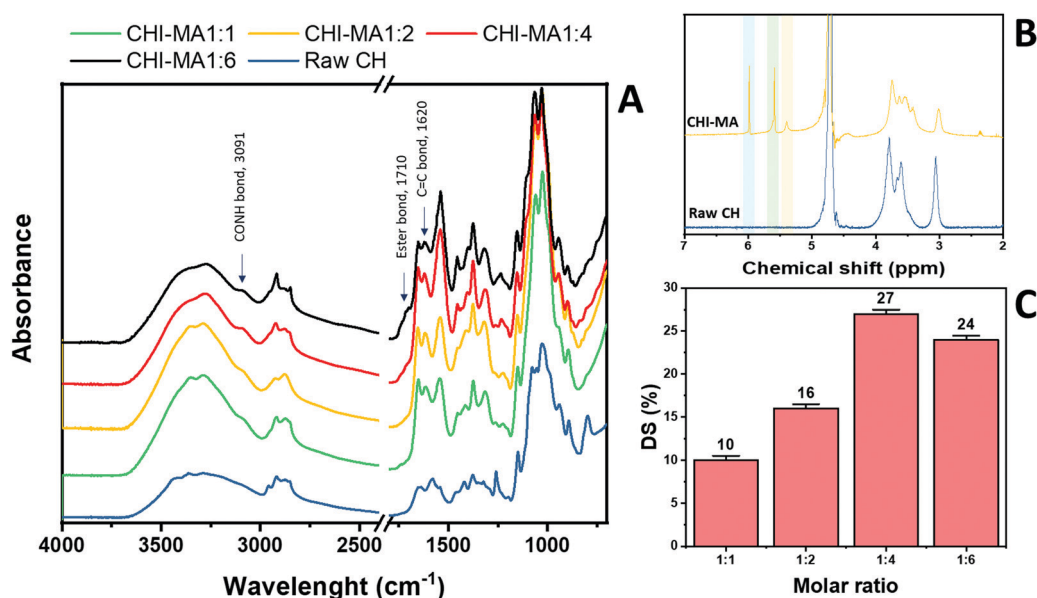 CHI-MA1:1
CHI-MA1:2
CHI-MA1:4
CHI-MA1:6
Raw CH
A
CONH bond, 3091
Ester bond, 1710
C=C bond, 1620
Absorbance
4000
3500
3000
2500
1500
1000
Wavelenght (cm-1)
B
CHI-MA
Raw CH
7
6
5
4
3
2
Chemical shift (ppm)
C
30
25
20
15
10
5
0
DS (%)
10
16
27
24
1:1
1:2
1:4
1:6
Molar ratio